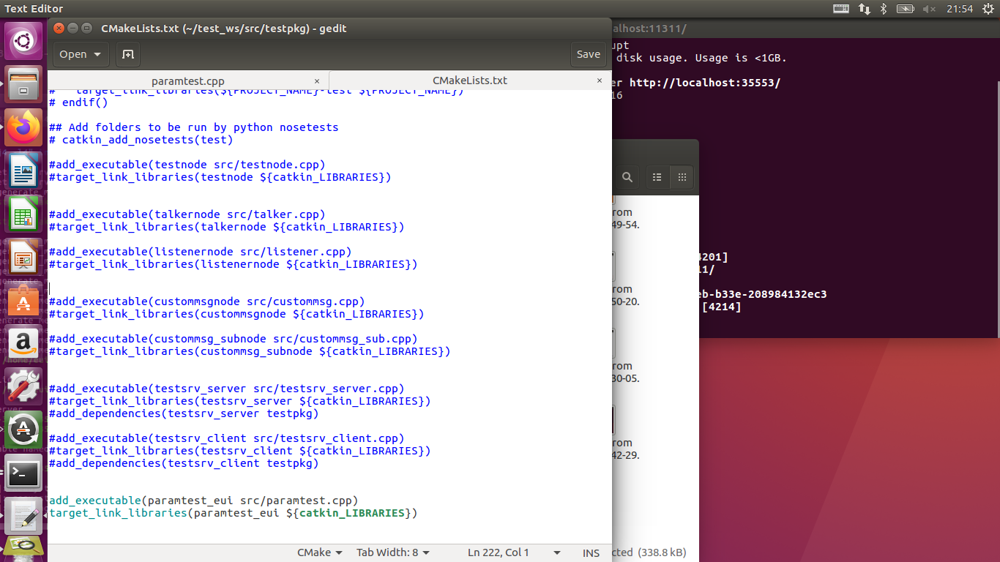 Text Editor
21:54
CMakeLists.txt (~/test_ws/src/testpkg) - gedit
Open
Save
paramtest.cpp
CMakeLists.txt
#   target_link_libraries(${PROJECT_NAME}-test ${PROJECT_NAME})
# endif()
## Add folders to be run by python nosetests
# catkin_add_nosetests(test)
#add_executable(testnode src/testnode.cpp)
#target_link_libraries(testnode ${catkin_LIBRARIES})
#add_executable(talkernode src/talker.cpp)
#target_link_libraries(talkernode ${catkin_LIBRARIES})
#add_executable(listenernode src/listener.cpp)
#target_link_libraries(listenernode ${catkin_LIBRARIES})
#add_executable(custommsgnode src/custommsg.cpp)
#target_link_libraries(custommsgnode ${catkin_LIBRARIES})
#add_executable(custommsg_subnode src/custommsg_sub.cpp)
#target_link_libraries(custommsg_subnode ${catkin_LIBRARIES})
#add_executable(testsrv_server src/testsrv_server.cpp)
#target_link_libraries(testsrv_server ${catkin_LIBRARIES})
#add_dependencies(testsrv_server testpkg)
#add_executable(testsrv_client src/testsrv_client.cpp)
#target_link_libraries(testsrv_client ${catkin_LIBRARIES})
#add_dependencies(testsrv_client testpkg)
add_executable(paramtest_eui src/paramtest.cpp)
target_link_libraries(paramtest_eui ${catkin_LIBRARIES})
CMake
Tab Width: 8
Ln 222, Col 1
INS
alhost:11311/
upt
disk usage. Usage is <1GB.
er http://localhost:35553/
16
4201]
11/
eb-b33e-208984132ec3
[4214]
rom
49-54.
rom
50-20.
rom
30-05.
rom
42-29.
cted (338.8 kB)